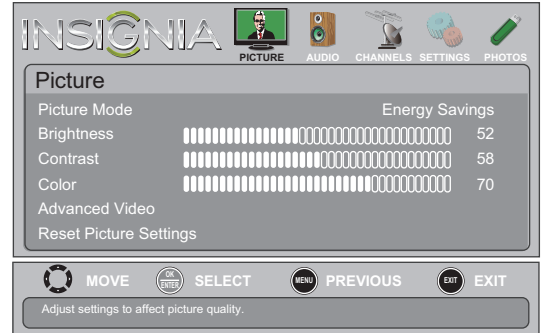 INSIGNIA
PICTURE AUDIO CHANNELS SETTINGS PHOTOS
Picture
Picture Mode Energy Savings
Brightness 52
Contrast 58
Color 70
Advanced Video
Reset Picture Settings
MOVE OK ENTER SELECT MENU PREVIOUS EXIT EXIT
Adjust settings to affect picture quality.